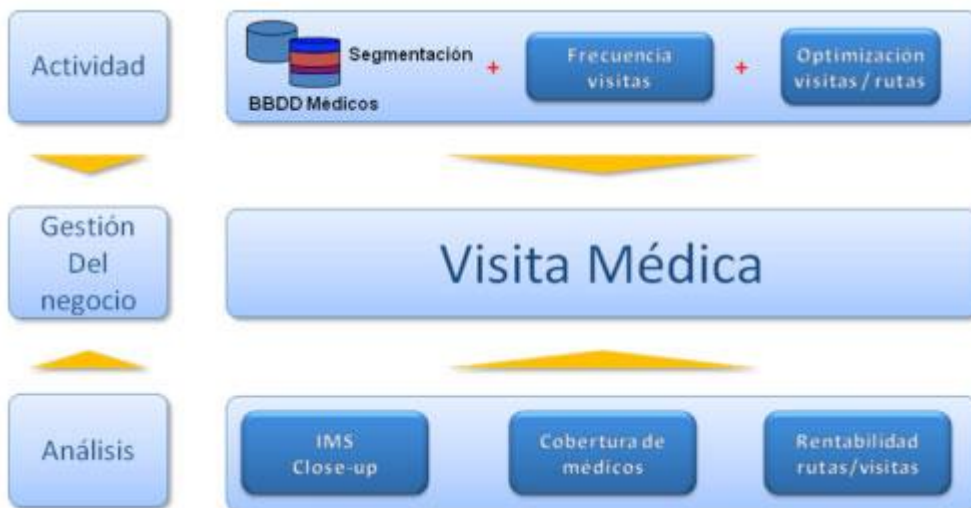 Actividad
Segmentación
BBDD Médicos
+
Frecuencia
visitas
+
Optimización
visitas / rutas
Gestión
Del
negocio
Visita Médica
Análisis
IMS
Close-up
Cobertura de
médicos
Rentabilidad
rutas/visitas